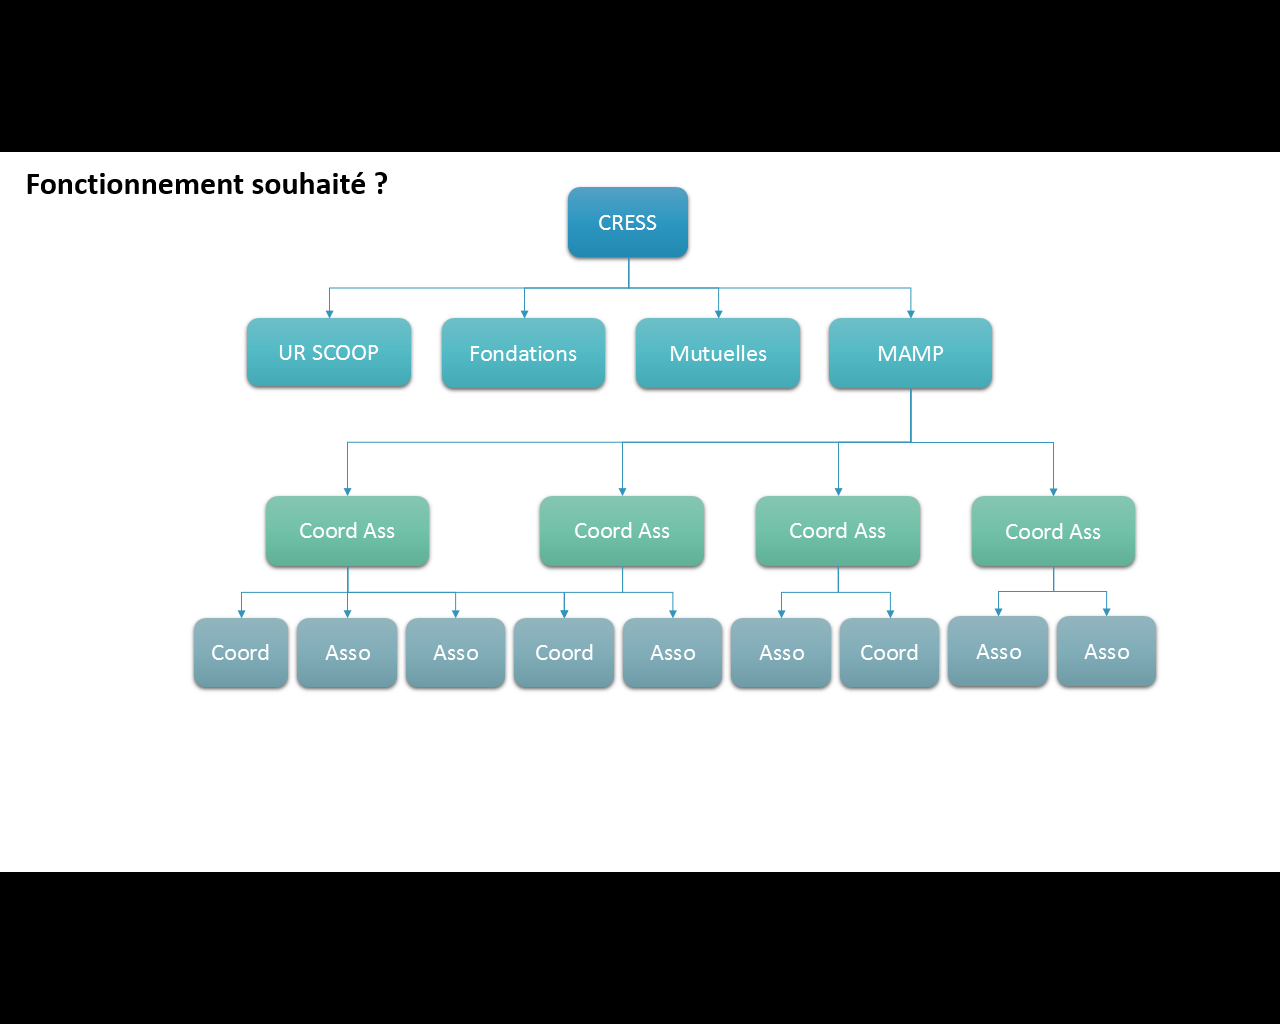 Fonctionnement souhaité ?
CRESS
UR SCOOP
Fondations
Mutuelles
MAMP
Coord Ass
Coord Ass
Coord Ass
Coord Ass
Coord
Asso
Asso
Coord
Asso
Asso
Coord
Asso
Asso